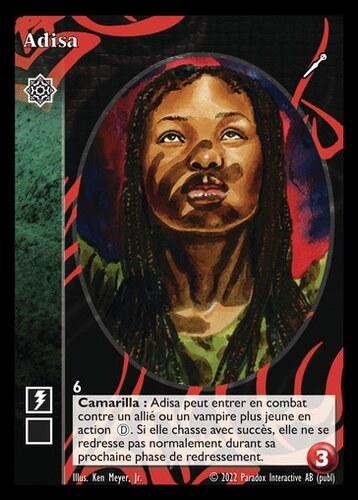 Adisa
6
Camarilla : Adisa peut entrer en combat
contre un allié ou un vampire plus jeune en
action Ⓓ. Si elle chasse avec succès, elle ne se
redresse pas normalement durant sa
prochaine phase de redressement.
3
Illus. Ken Meyer, Jr. © 2022 Paradox Interactive AB (publ)